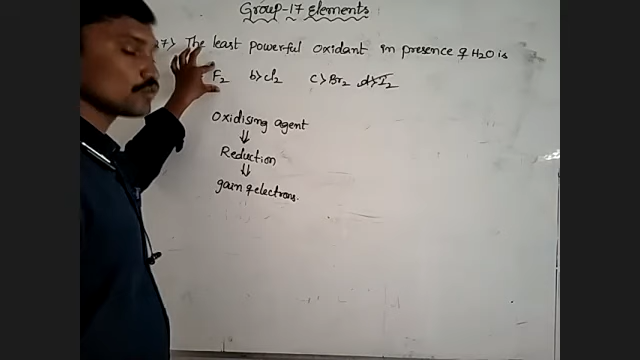 Group-17 Elements
27> The least powerful oxidant in presence of H₂O is
F₂ b> Cl₂ c> Br₂ d> I₂
Oxidising agent
⇓
Reduction
⇓
gain of electrons.